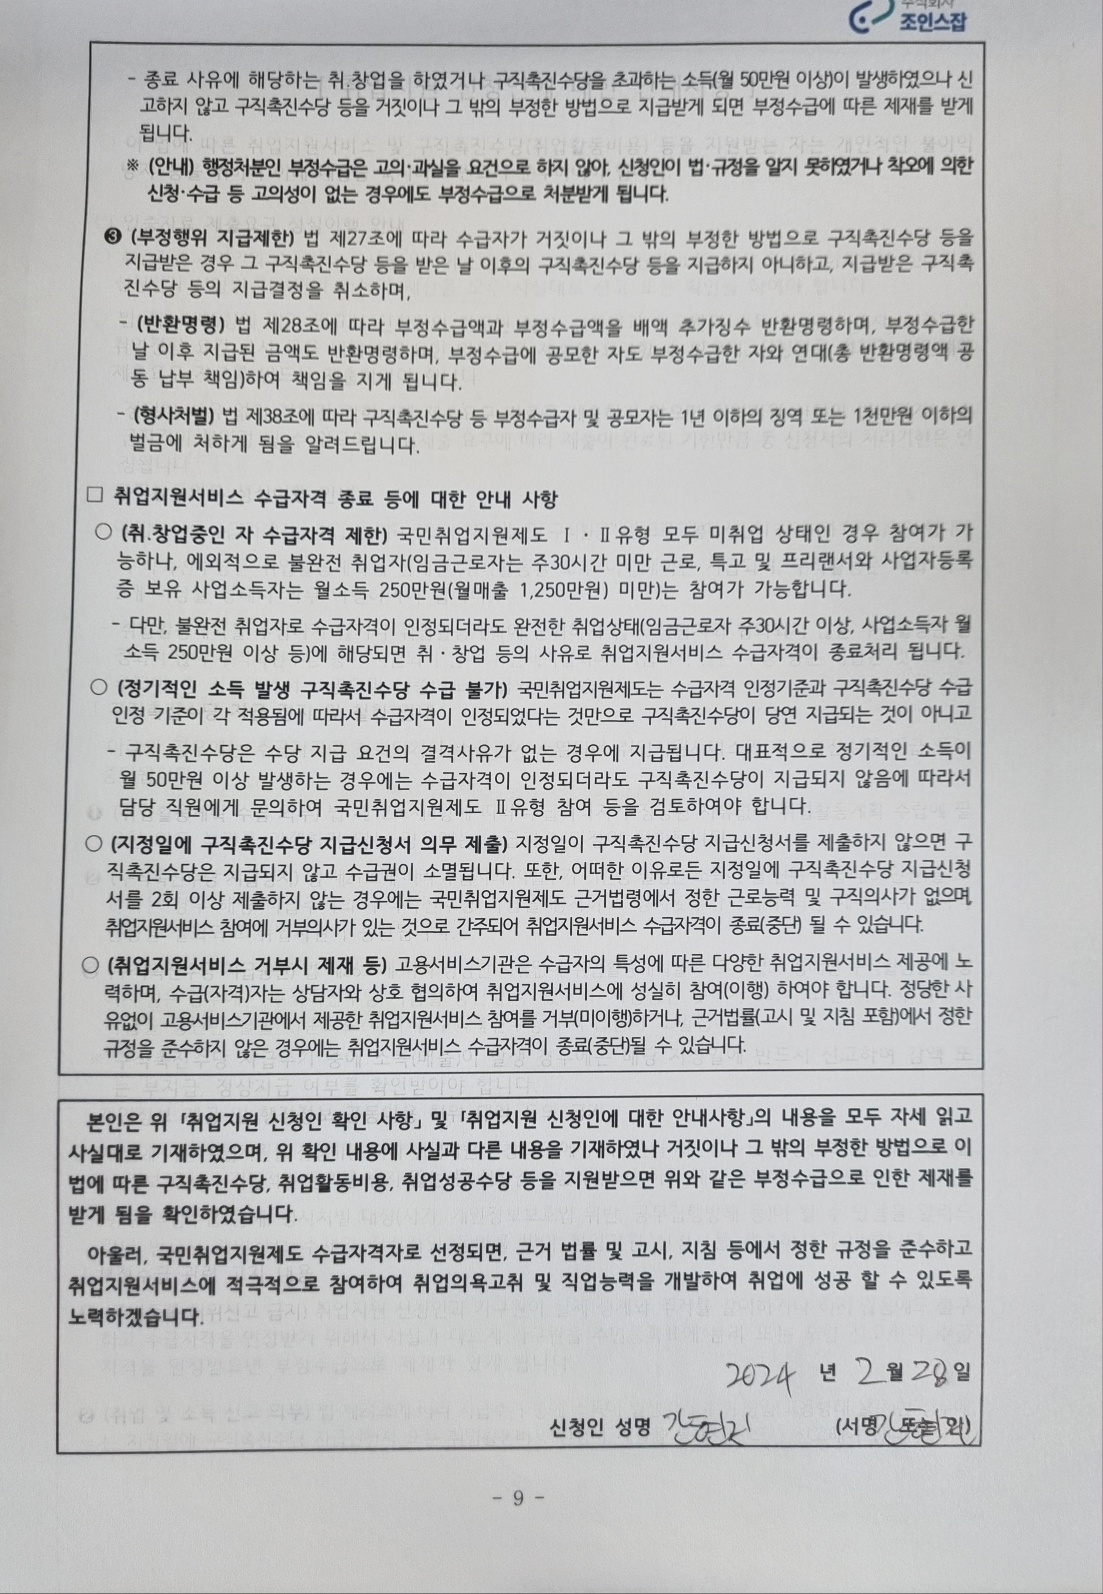 주식회사
조인스잡
- 종료 사유에 해당하는 취·창업을 하였거나 구직촉진수당을 초과하는 소득(월 50만원 이상)이 발생하였으나 신
고하지 않고 구직촉진수당 등을 거짓이나 그 밖의 부정한 방법으로 지급받게 되면 부정수급에 따른 제재를 받게
됩니다.
※ (안내) 행정처분인 부정수급은 고의·과실을 요건으로 하지 않아, 신청인이 법·규정을 알지 못하였거나 착오에 의한
신청·수급 등 고의성이 없는 경우에도 부정수급으로 처분받게 됩니다.
❸ (부정행위 지급제한) 법 제27조에 따라 수급자가 거짓이나 그 밖의 부정한 방법으로 구직촉진수당 등을
지급받은 경우 그 구직촉진수당 등을 받은 날 이후의 구직촉진수당 등을 지급하지 아니하고, 지급받은 구직촉
진수당 등의 지급결정을 취소하며,
- (반환명령) 법 제28조에 따라 부정수급액과 부정수급액을 배액 추가징수 반환명령하며, 부정수급한
날 이후 지급된 금액도 반환명령하며, 부정수급에 공모한 자도 부정수급한 자와 연대(총 반환명령액 공
동 납부 책임)하여 책임을 지게 됩니다.
- (형사처벌) 법 제38조에 따라 구직촉진수당 등 부정수급자 및 공모자는 1년 이하의 징역 또는 1천만원 이하의
벌금에 처하게 됨을 알려드립니다.
□ 취업지원서비스 수급자격 종료 등에 대한 안내 사항
○ (취.창업중인 자 수급자격 제한) 국민취업지원제도 Ⅰ·Ⅱ유형 모두 미취업 상태인 경우 참여가 가
능하나, 예외적으로 불완전 취업자(임금근로자는 주30시간 미만 근로, 특고 및 프리랜서와 사업자등록
증 보유 사업소득자는 월소득 250만원(월매출 1,250만원) 미만)는 참여가 가능합니다.
- 다만, 불완전 취업자로 수급자격이 인정되더라도 완전한 취업상태(임금근로자 주30시간 이상, 사업소득자 월
소득 250만원 이상 등)에 해당되면 취·창업 등의 사유로 취업지원서비스 수급자격이 종료처리 됩니다.
○ (정기적인 소득 발생 구직촉진수당 수급 불가) 국민취업지원제도는 수급자격 인정기준과 구직촉진수당 수급
인정 기준이 각 적용됨에 따라서 수급자격이 인정되었다는 것만으로 구직촉진수당이 당연 지급되는 것이 아니고
- 구직촉진수당은 수당 지급 요건의 결격사유가 없는 경우에 지급됩니다. 대표적으로 정기적인 소득이
월 50만원 이상 발생하는 경우에는 수급자격이 인정되더라도 구직촉진수당이 지급되지 않음에 따라서
담당 직원에게 문의하여 국민취업지원제도 Ⅱ유형 참여 등을 검토하여야 합니다.
○ (지정일에 구직촉진수당 지급신청서 의무 제출) 지정일이 구직촉진수당 지급신청서를 제출하지 않으면 구
직촉진수당은 지급되지 않고 수급권이 소멸됩니다. 또한, 어떠한 이유로든 지정일에 구직촉진수당 지급신청
서를 2회 이상 제출하지 않는 경우에는 국민취업지원제도 근거법령에서 정한 근로능력 및 구직의사가 없으며,
취업지원서비스 참여에 거부의사가 있는 것으로 간주되어 취업지원서비스 수급자격이 종료(중단) 될 수 있습니다.
○ (취업지원서비스 거부시 제재 등) 고용서비스기관은 수급자의 특성에 따른 다양한 취업지원서비스 제공에 노
력하며, 수급(자격)자는 상담자와 상호 협의하여 취업지원서비스에 성실히 참여(이행) 하여야 합니다. 정당한 사
유없이 고용서비스기관에서 제공한 취업지원서비스 참여를 거부(미이행)하거나, 근거법률(고시 및 지침 포함)에서 정한
규정을 준수하지 않은 경우에는 취업지원서비스 수급자격이 종료(중단)될 수 있습니다.
본인은 위 「취업지원 신청인 확인 사항」 및 「취업지원 신청인에 대한 안내사항」의 내용을 모두 자세 읽고
사실대로 기재하였으며, 위 확인 내용에 사실과 다른 내용을 기재하였나 거짓이나 그 밖의 부정한 방법으로 이
법에 따른 구직촉진수당, 취업활동비용, 취업성공수당 등을 지원받으면 위와 같은 부정수급으로 인한 제재를
받게 됨을 확인하였습니다.
아울러, 국민취업지원제도 수급자격자로 선정되면, 근거 법률 및 고시, 지침 등에서 정한 규정을 준수하고
취업지원서비스에 적극적으로 참여하여 취업의욕고취 및 직업능력을 개발하여 취업에 성공 할 수 있도록
노력하겠습니다.
2024 년 2월 28일
신청인 성명 강현지 (서명 또는 인)
- 9 -